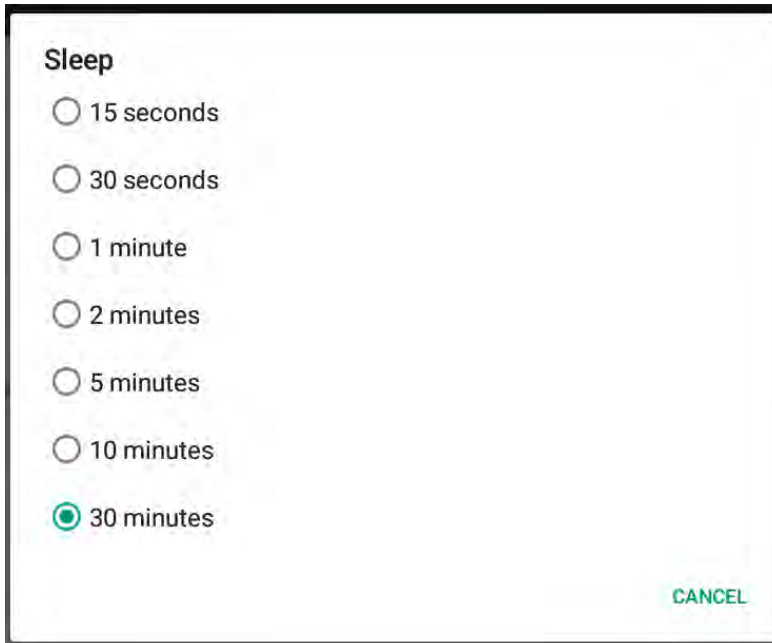 Sleep
15 seconds
30 seconds
1 minute
2 minutes
5 minutes
10 minutes
30 minutes
CANCEL